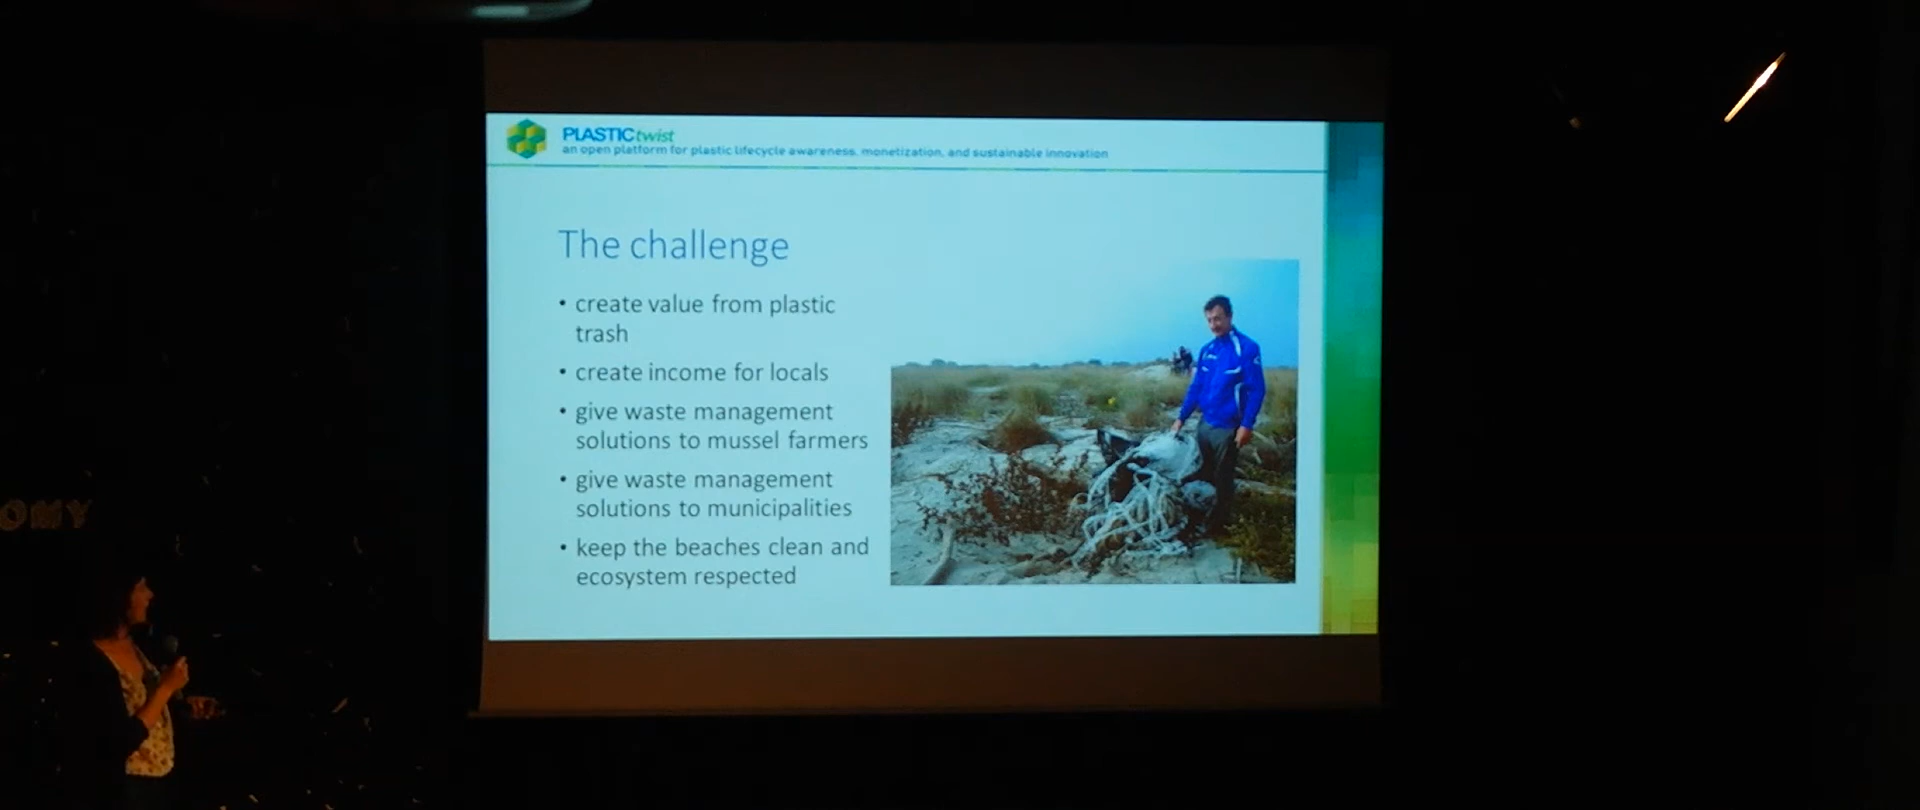 PLASTICtwist
an open platform for plastic lifecycle awareness, monetization, and sustainable innovation
The challenge
• create value from plastic
trash
• create income for locals
• give waste management
solutions to mussel farmers
• give waste management
solutions to municipalities
• keep the beaches clean and
ecosystem respected
OMY